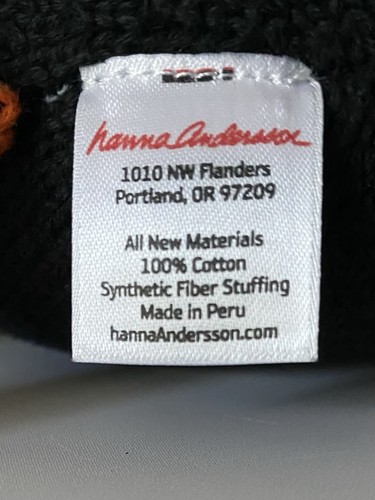 hanna Andersson
1010 NW Flanders
Portland, OR 97209
All New Materials
100% Cotton
Synthetic Fiber Stuffing
Made in Peru
hannaAndersson.com